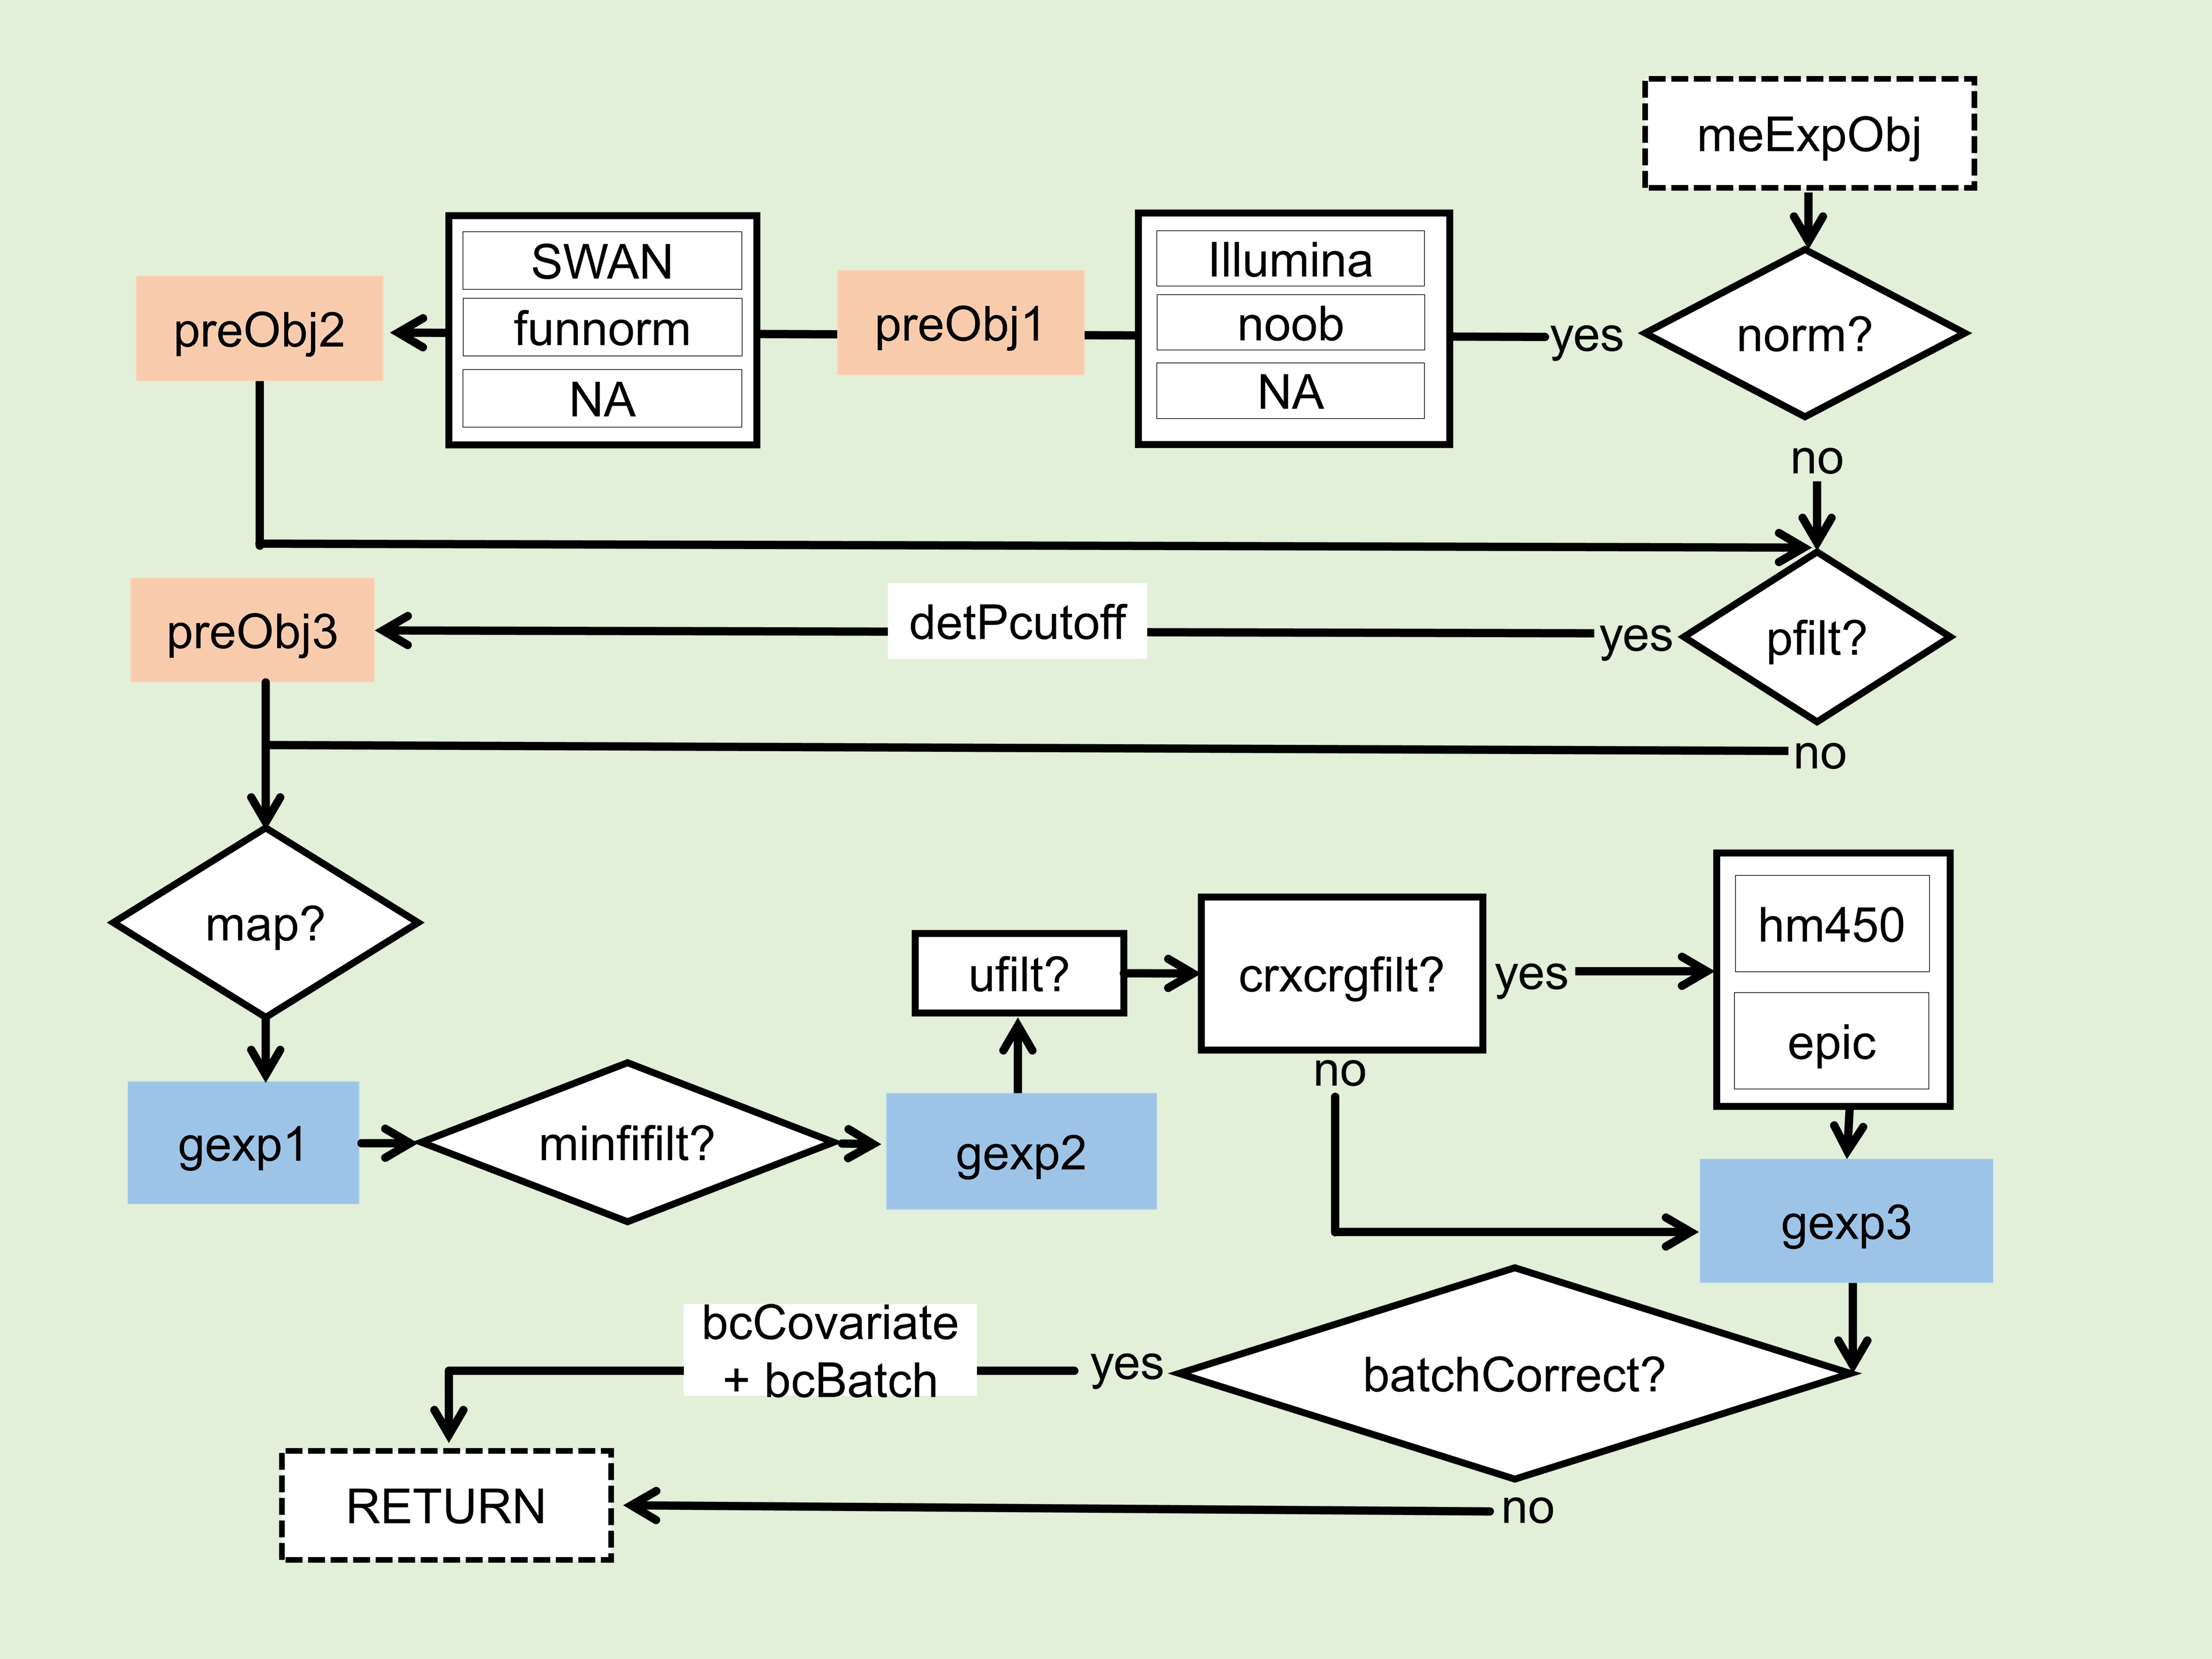 meExpObj
norm?
yes
Illumina
noob
NA
preObj1
SWAN
funnorm
NA
preObj2
no
pfilt?
yes
detPcutoff
preObj3
no
map?
gexp1
minfifilt?
gexp2
ufilt?
crxcrgfilt?
yes
hm450
epic
no
gexp3
batchCorrect?
yes
bcCovariate
+ bcBatch
no
RETURN